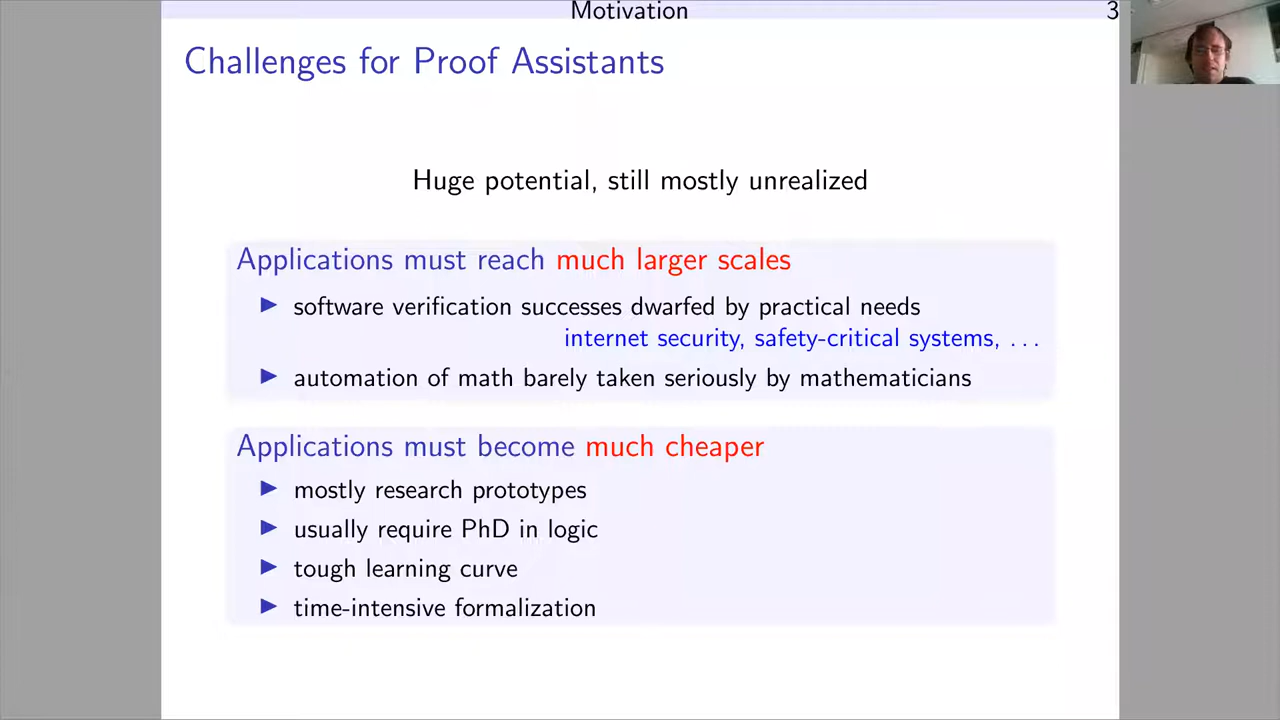 Motivation 3
Challenges for Proof Assistants
Huge potential, still mostly unrealized
Applications must reach much larger scales
▶ software verification successes dwarfed by practical needs
internet security, safety-critical systems, ...
▶ automation of math barely taken seriously by mathematicians
Applications must become much cheaper
▶ mostly research prototypes
▶ usually require PhD in logic
▶ tough learning curve
▶ time-intensive formalization